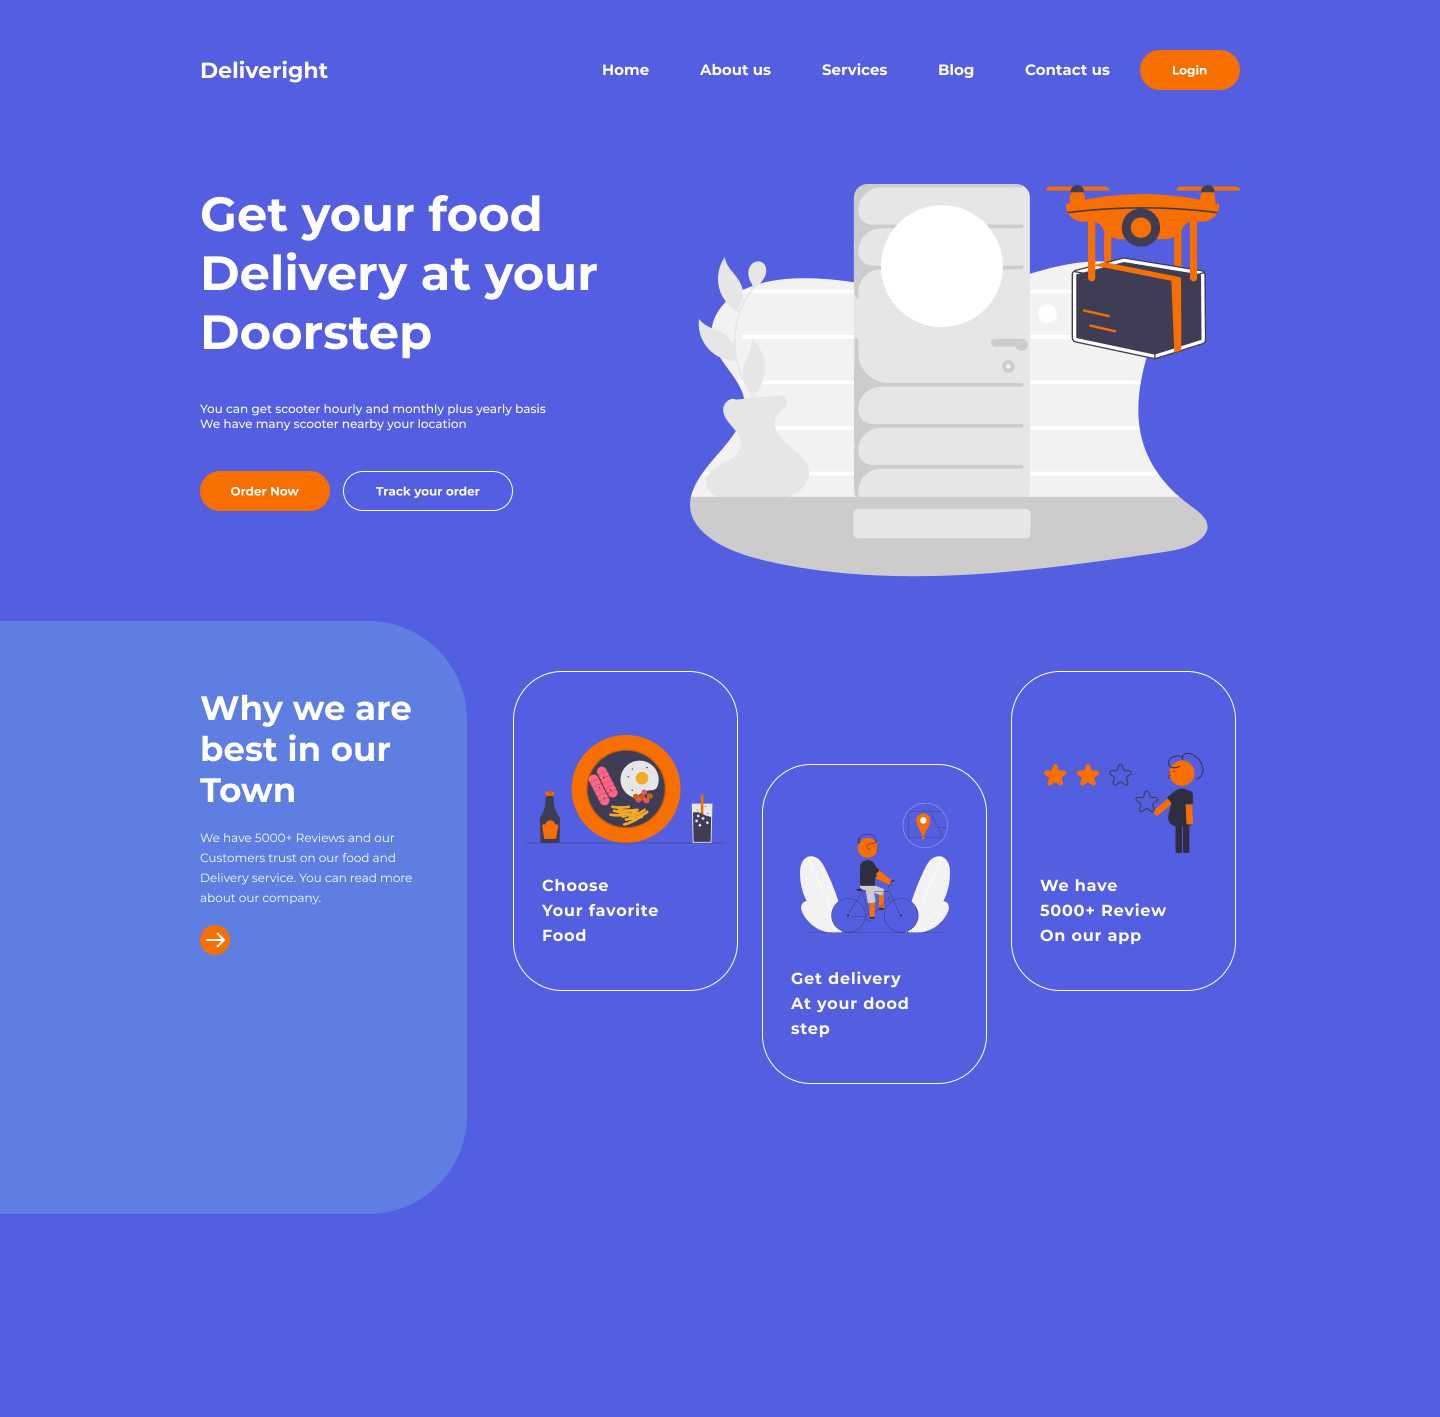 Deliveright
Home About us Services Blog Contact us Login
Get your food
Delivery at your
Doorstep
You can get scooter hourly and monthly plus yearly basis
We have many scooter nearby your location
Order Now Track your order
Why we are
best in our
Town
We have 5000+ Reviews and our
Customers trust on our food and
Delivery service. You can read more
about our company.
Choose
Your favorite
Food
Get delivery
At your dood
step
We have
5000+ Review
On our app